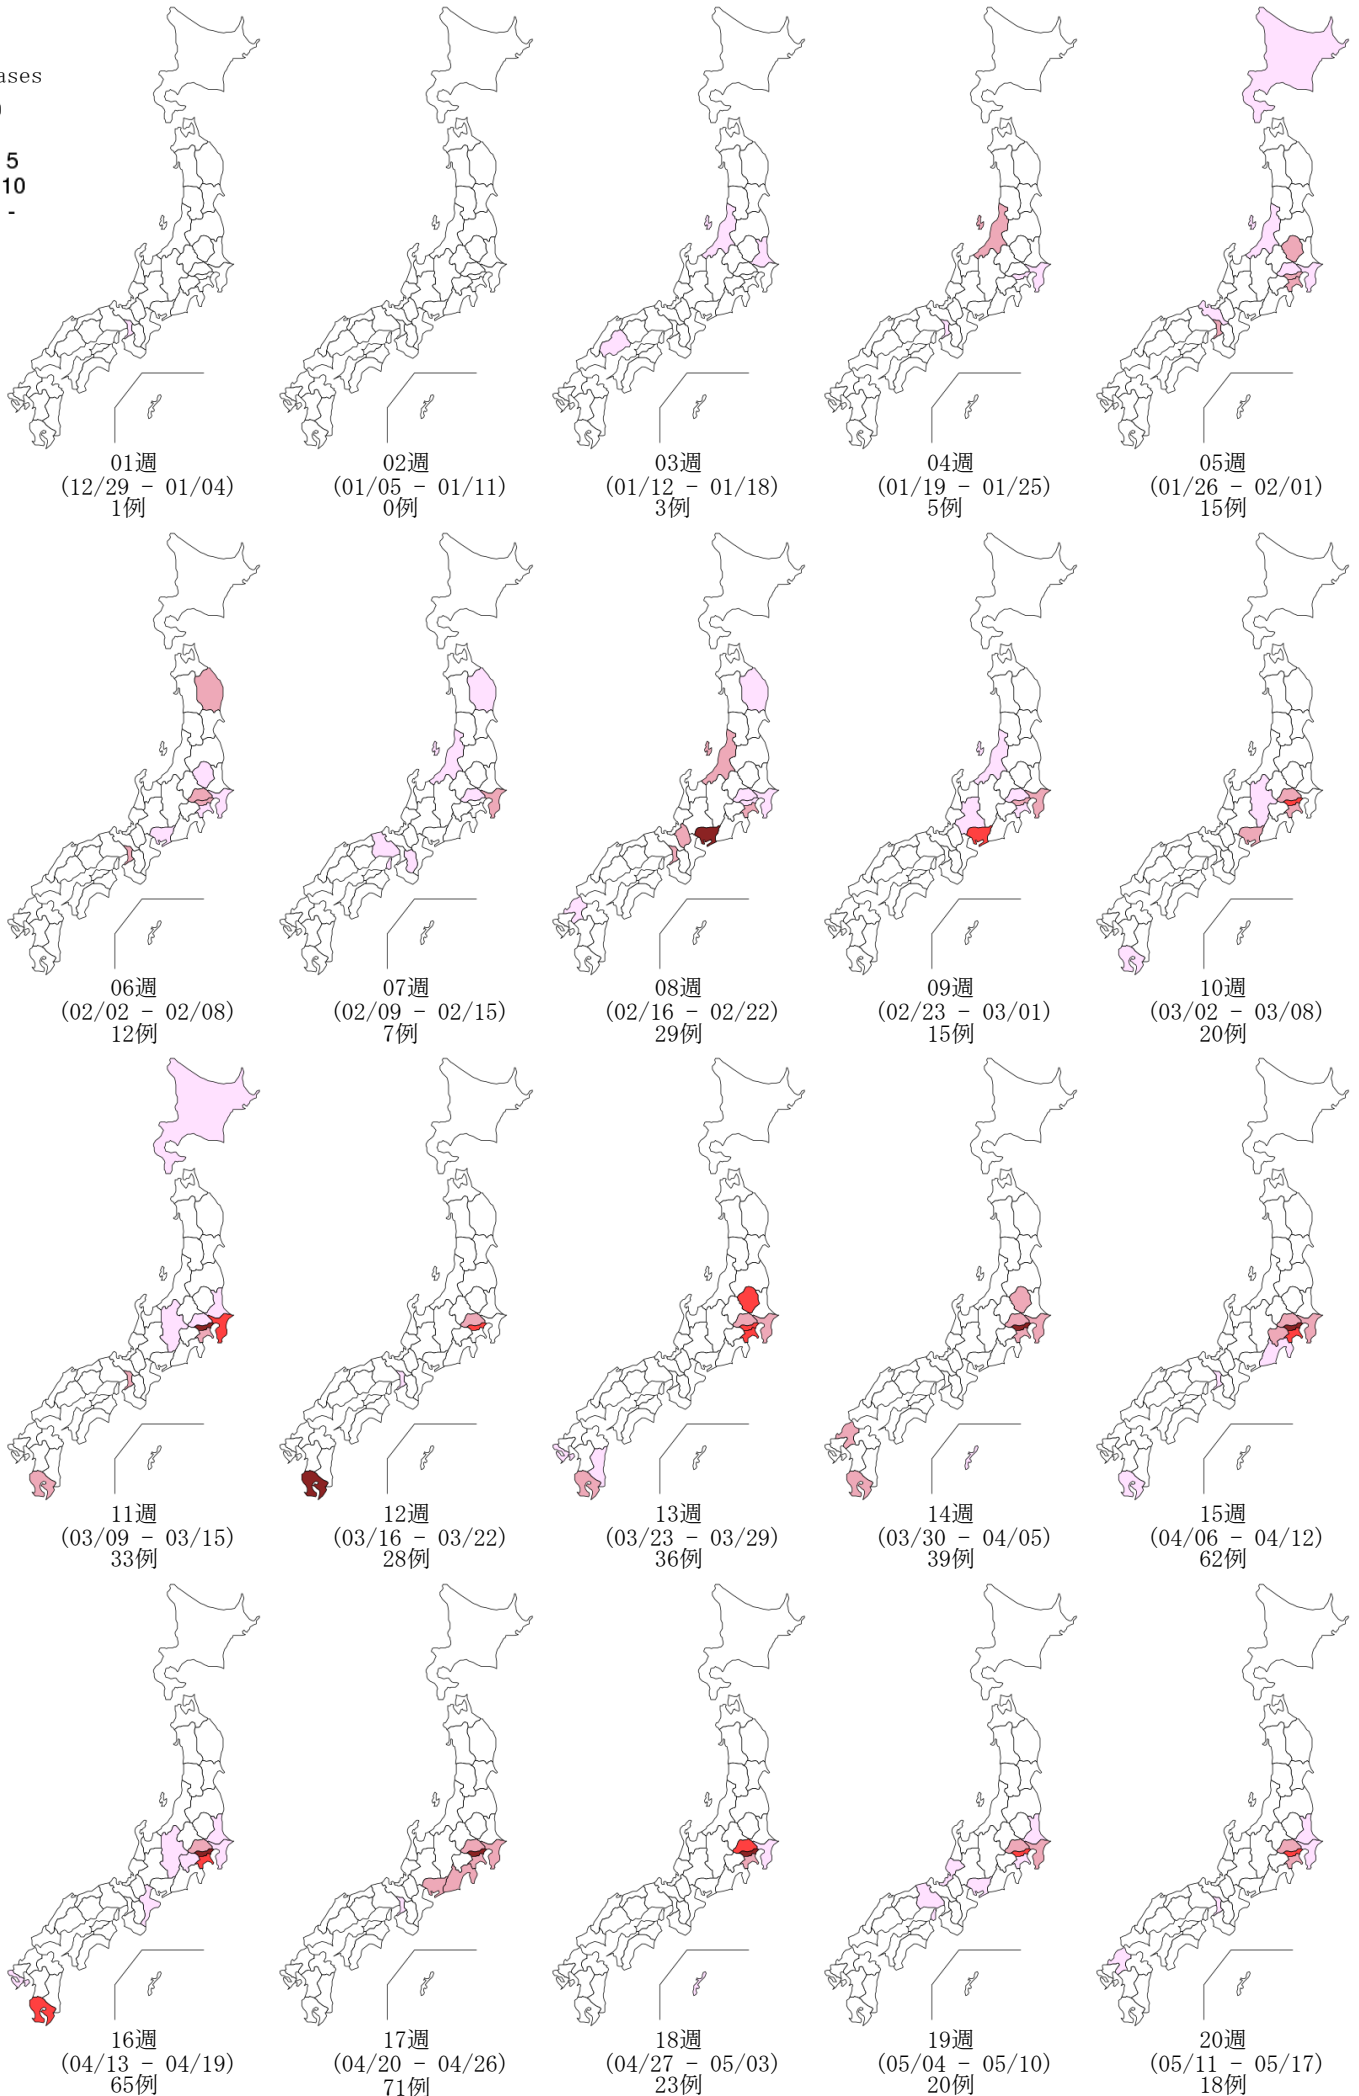 ases
5
10
-
01週
(12/29 - 01/04)
1例
02週
(01/05 - 01/11)
0例
03週
(01/12 - 01/18)
3例
04週
(01/19 - 01/25)
5例
05週
(01/26 - 02/01)
15例
06週
(02/02 - 02/08)
12例
07週
(02/09 - 02/15)
7例
08週
(02/16 - 02/22)
29例
09週
(02/23 - 03/01)
15例
10週
(03/02 - 03/08)
20例
11週
(03/09 - 03/15)
33例
12週
(03/16 - 03/22)
28例
13週
(03/23 - 03/29)
36例
14週
(03/30 - 04/05)
39例
15週
(04/06 - 04/12)
62例
16週
(04/13 - 04/19)
65例
17週
(04/20 - 04/26)
71例
18週
(04/27 - 05/03)
23例
19週
(05/04 - 05/10)
20例
20週
(05/11 - 05/17)
18例